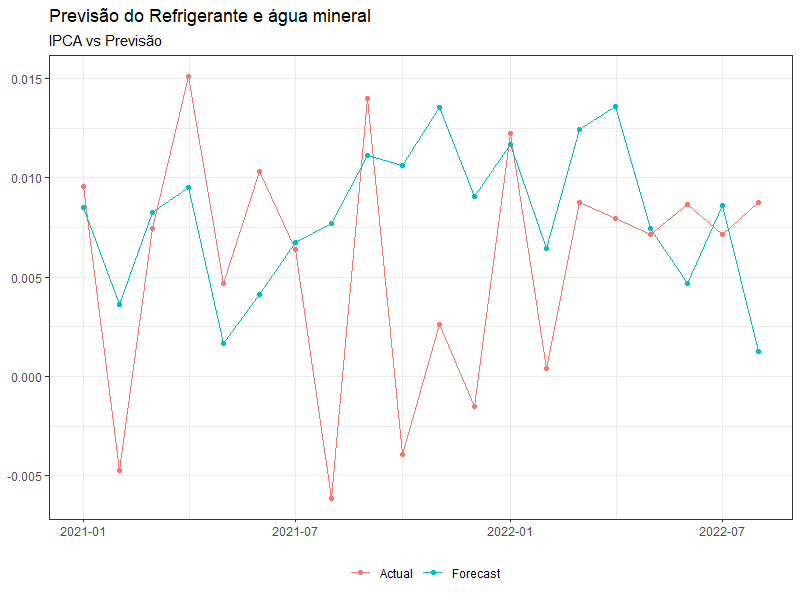 Previsão do Refrigerante e água mineral
IPCA vs Previsão
0.015
0.010
0.005
0.000
-0.005
2021-01 2021-07 2022-01 2022-07
Actual Forecast